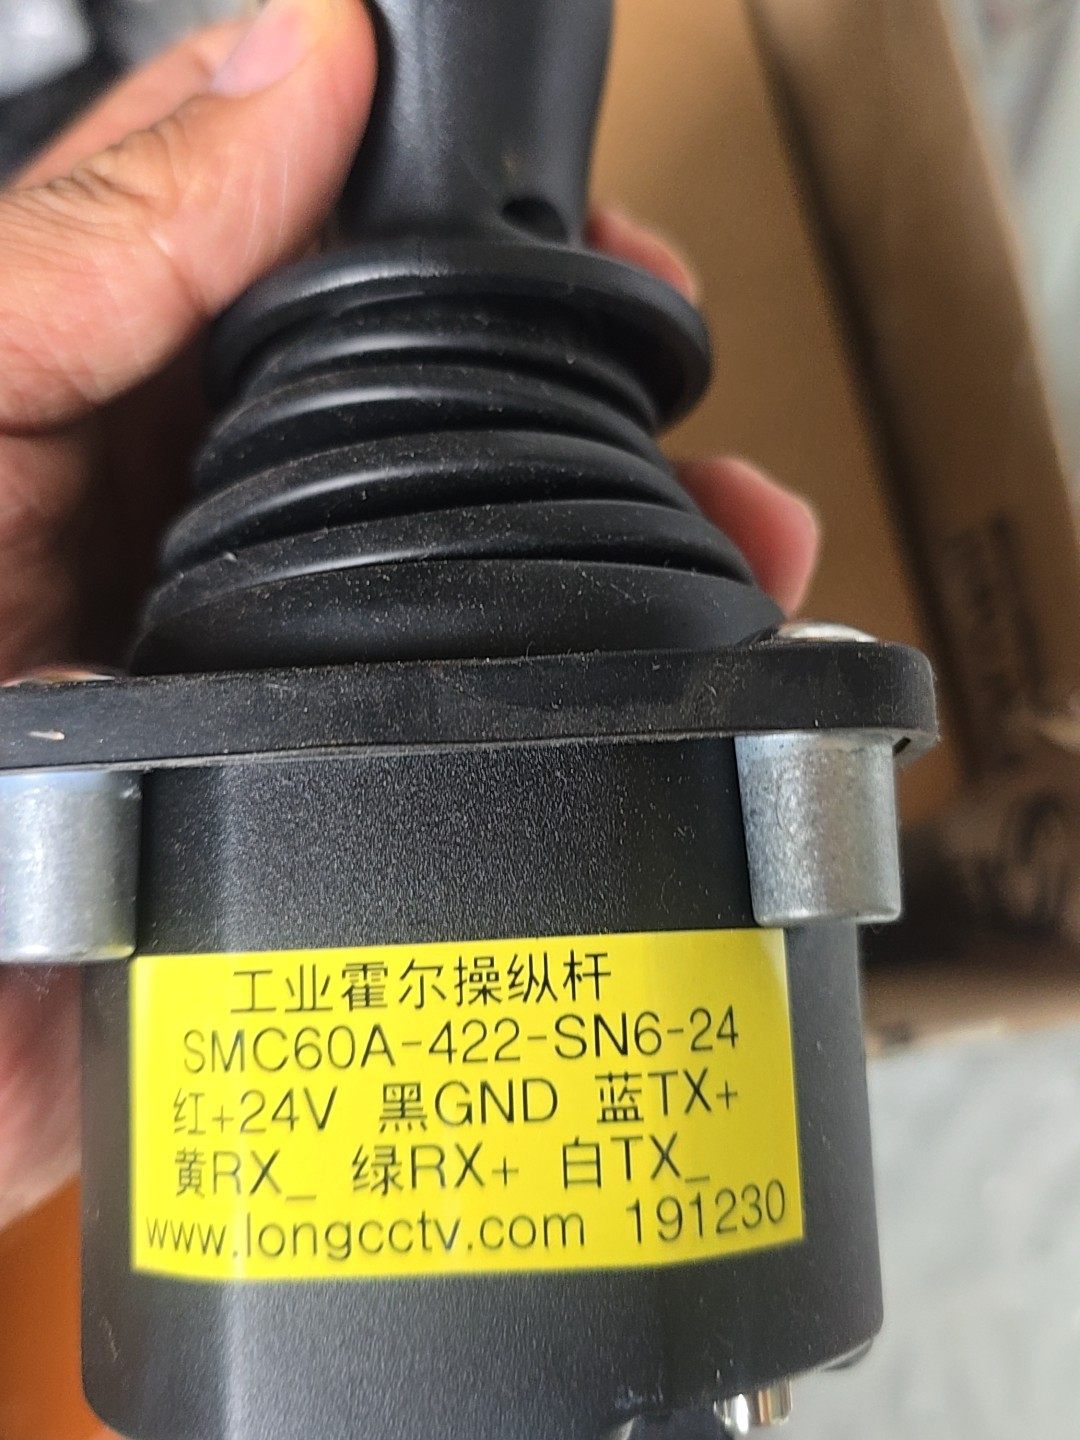 工业霍尔操纵杆
SMC60A-422-SN6-24
红+24V 黑GND 蓝TX+
黄RX_ 绿RX+ 白TX_
www.longcctv.com 191230